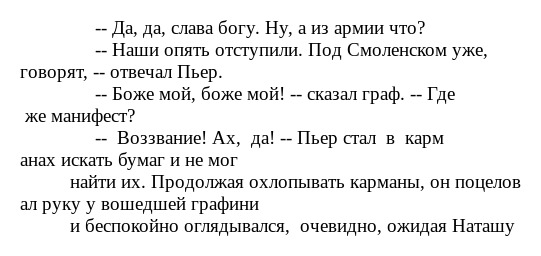 -- Да, да, слава богу. Ну, а из армии что?
-- Наши опять отступили. Под Смоленском уже,
говорят, -- отвечал Пьер.
-- Боже мой, боже мой! -- сказал граф. -- Где
же манифест?
--  Воззвание! Ах,  да! -- Пьер стал  в  карм
анах искать бумаг и не мог
найти их. Продолжая охлопывать карманы, он поцелов
ал руку у вошедшей графини
и беспокойно оглядывался,  очевидно, ожидая Наташу